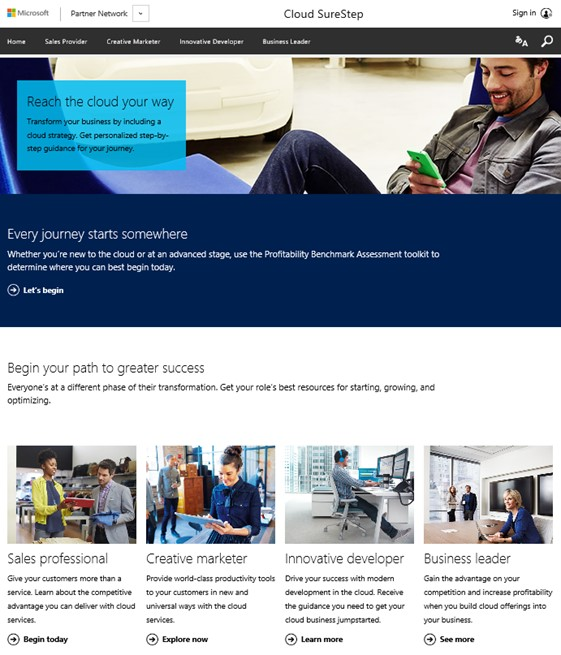 Microsoft
Partner Network
Cloud SureStep
Sign in
Home
Sales Provider
Creative Marketer
Innovative Developer
Business Leader
Reach the cloud your way
Transform your business by including a
cloud strategy. Get personalized step-by-
step guidance for your journey.
Every journey starts somewhere
Whether you're new to the cloud or at an advanced stage, use the Profitability Benchmark Assessment toolkit to
determine where you can best begin today.
Let's begin
Begin your path to greater success
Everyone's at a different phase of their transformation. Get your role's best resources for starting, growing, and
optimizing.
Sales professional
Give your customers more than a
service. Learn about the competitive
advantage you can deliver with cloud
services.
Begin today
Creative marketer
Provide world-class productivity tools
to your customers in new and
universal ways with the cloud
services.
Explore now
Innovative developer
Drive your success with modern
development in the cloud. Receive
the guidance you need to get your
cloud business jumpstarted.
Learn more
Business leader
Gain the advantage on your
competition and increase profitability
when you build cloud offerings into
your business.
See more